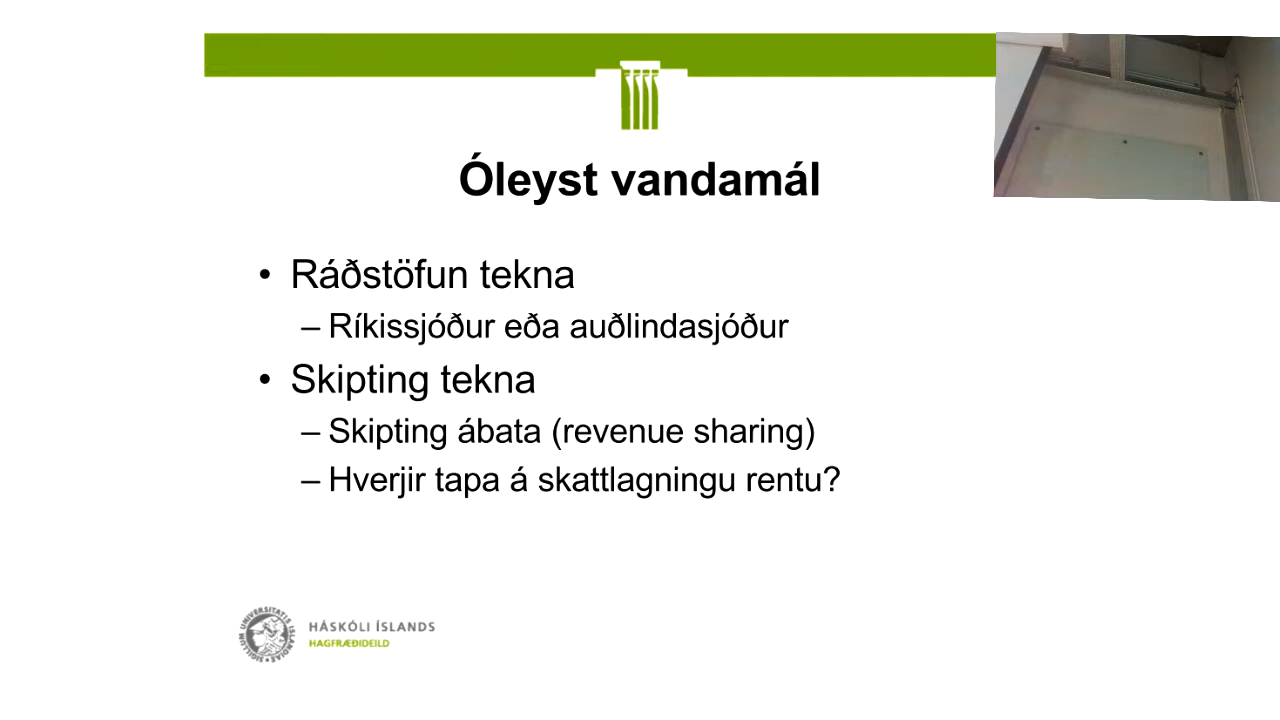 Óleyst vandamál
• Ráðstöfun tekna
– Ríkissjóður eða auðlindasjóður
• Skipting tekna
– Skipting ábata (revenue sharing)
– Hverjir tapa á skattlagningu rentu?
HÁSKÓLI ÍSLANDS
HAGFRÆÐIDEILD